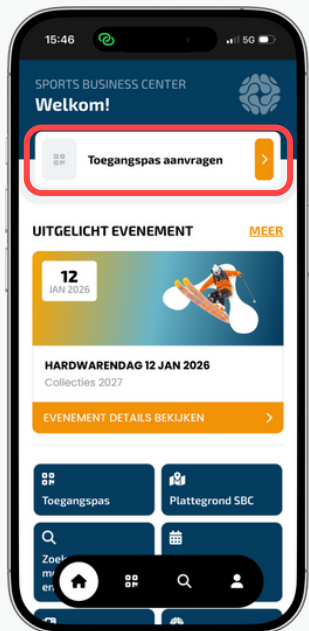 15:46
5G
SPORTS BUSINESS CENTER
Welkom!
Toegangspas aanvragen
UITGELICHT EVENEMENT
MEER
12
JAN 2026
HARDWARENDAG 12 JAN 2026
Collecties 2027
EVENEMENT DETAILS BEKIJKEN
Toegangspas
Plattegrond SBC